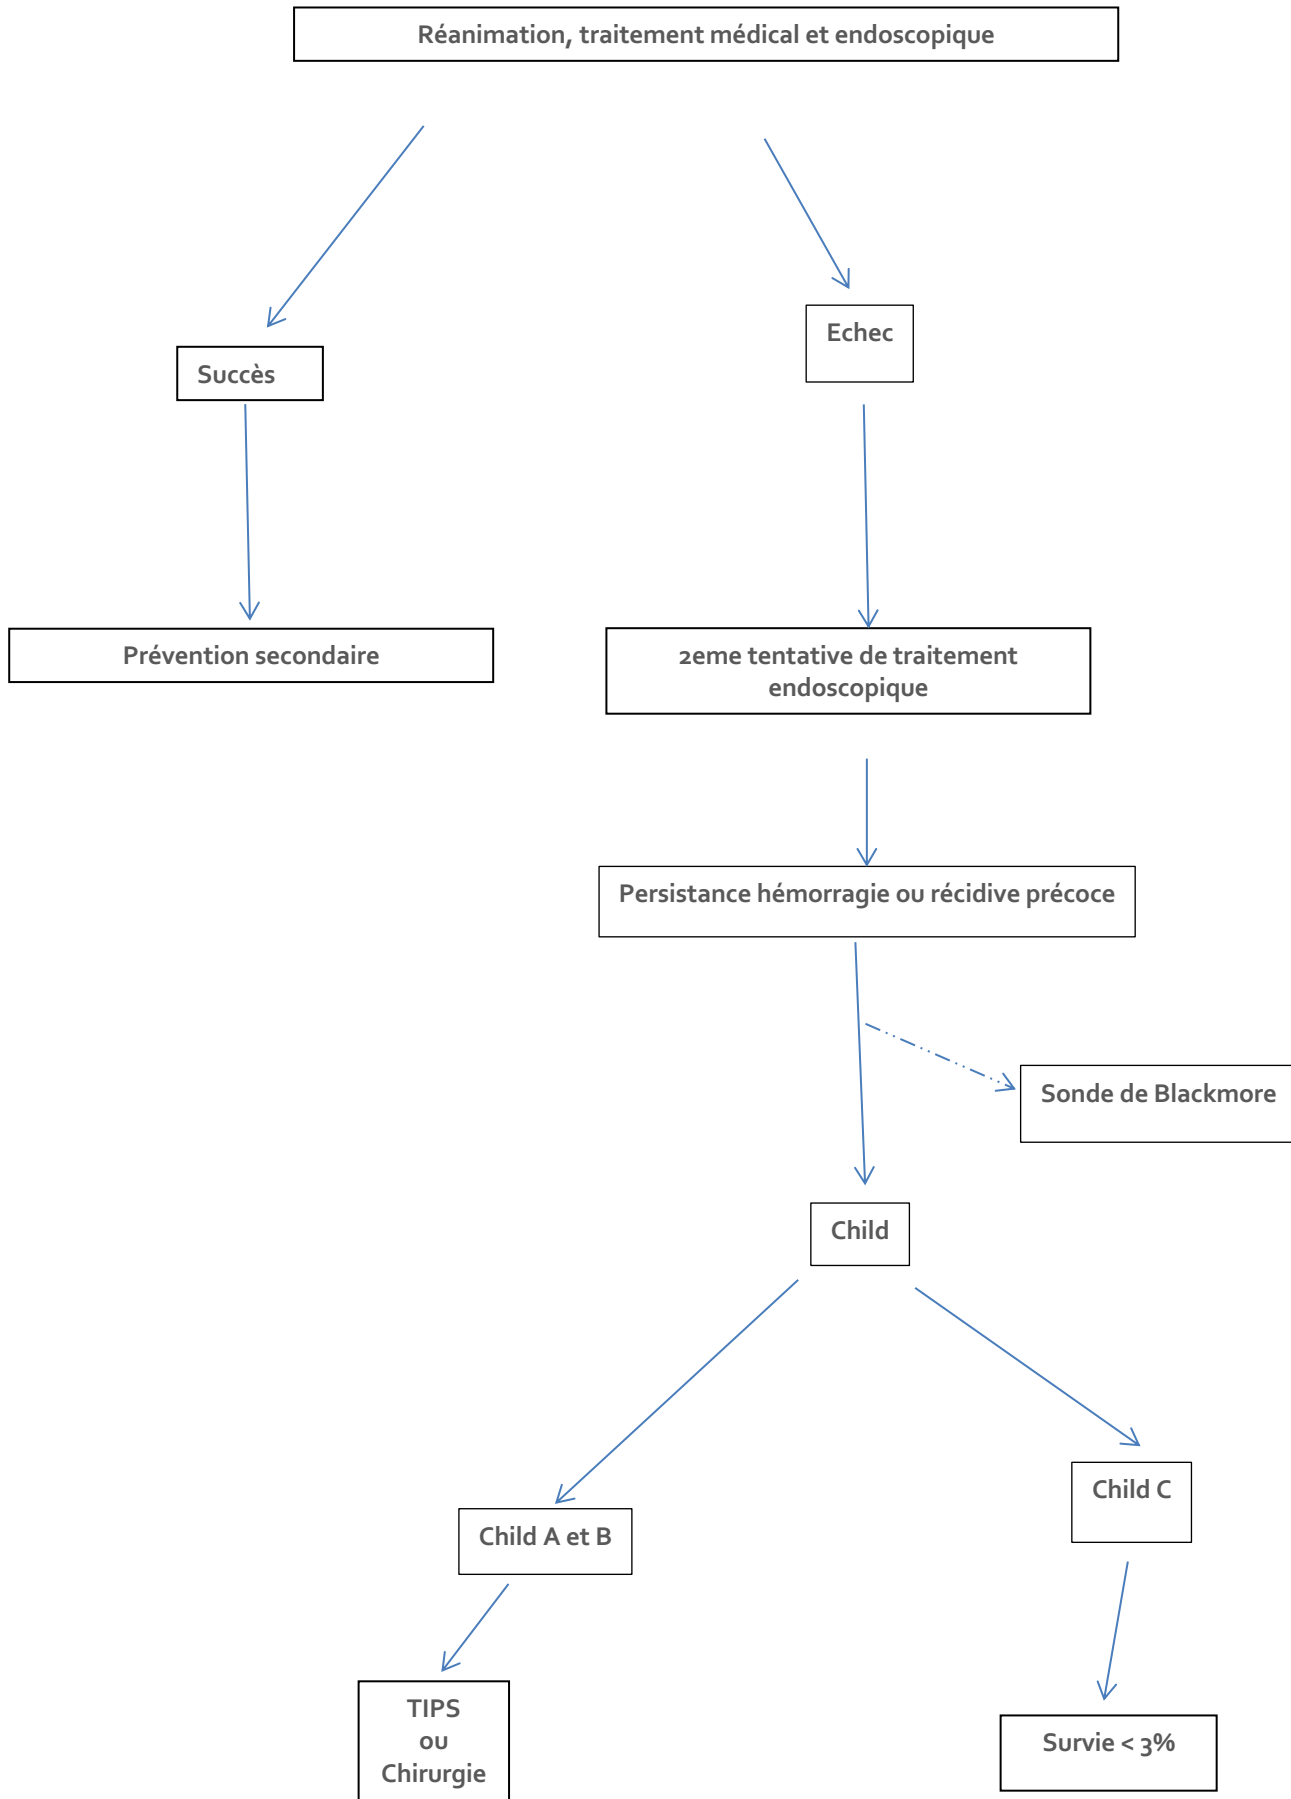 Réanimation, traitement médical et endoscopique
Echec
Succès
Prévention secondaire
2eme tentative de traitement
endoscopique
Persistance hémorragie ou récidive précoce
Sonde de Blackmore
Child
Child C
Child A et B
TIPS
ou
Chirurgie
Survie < 3%